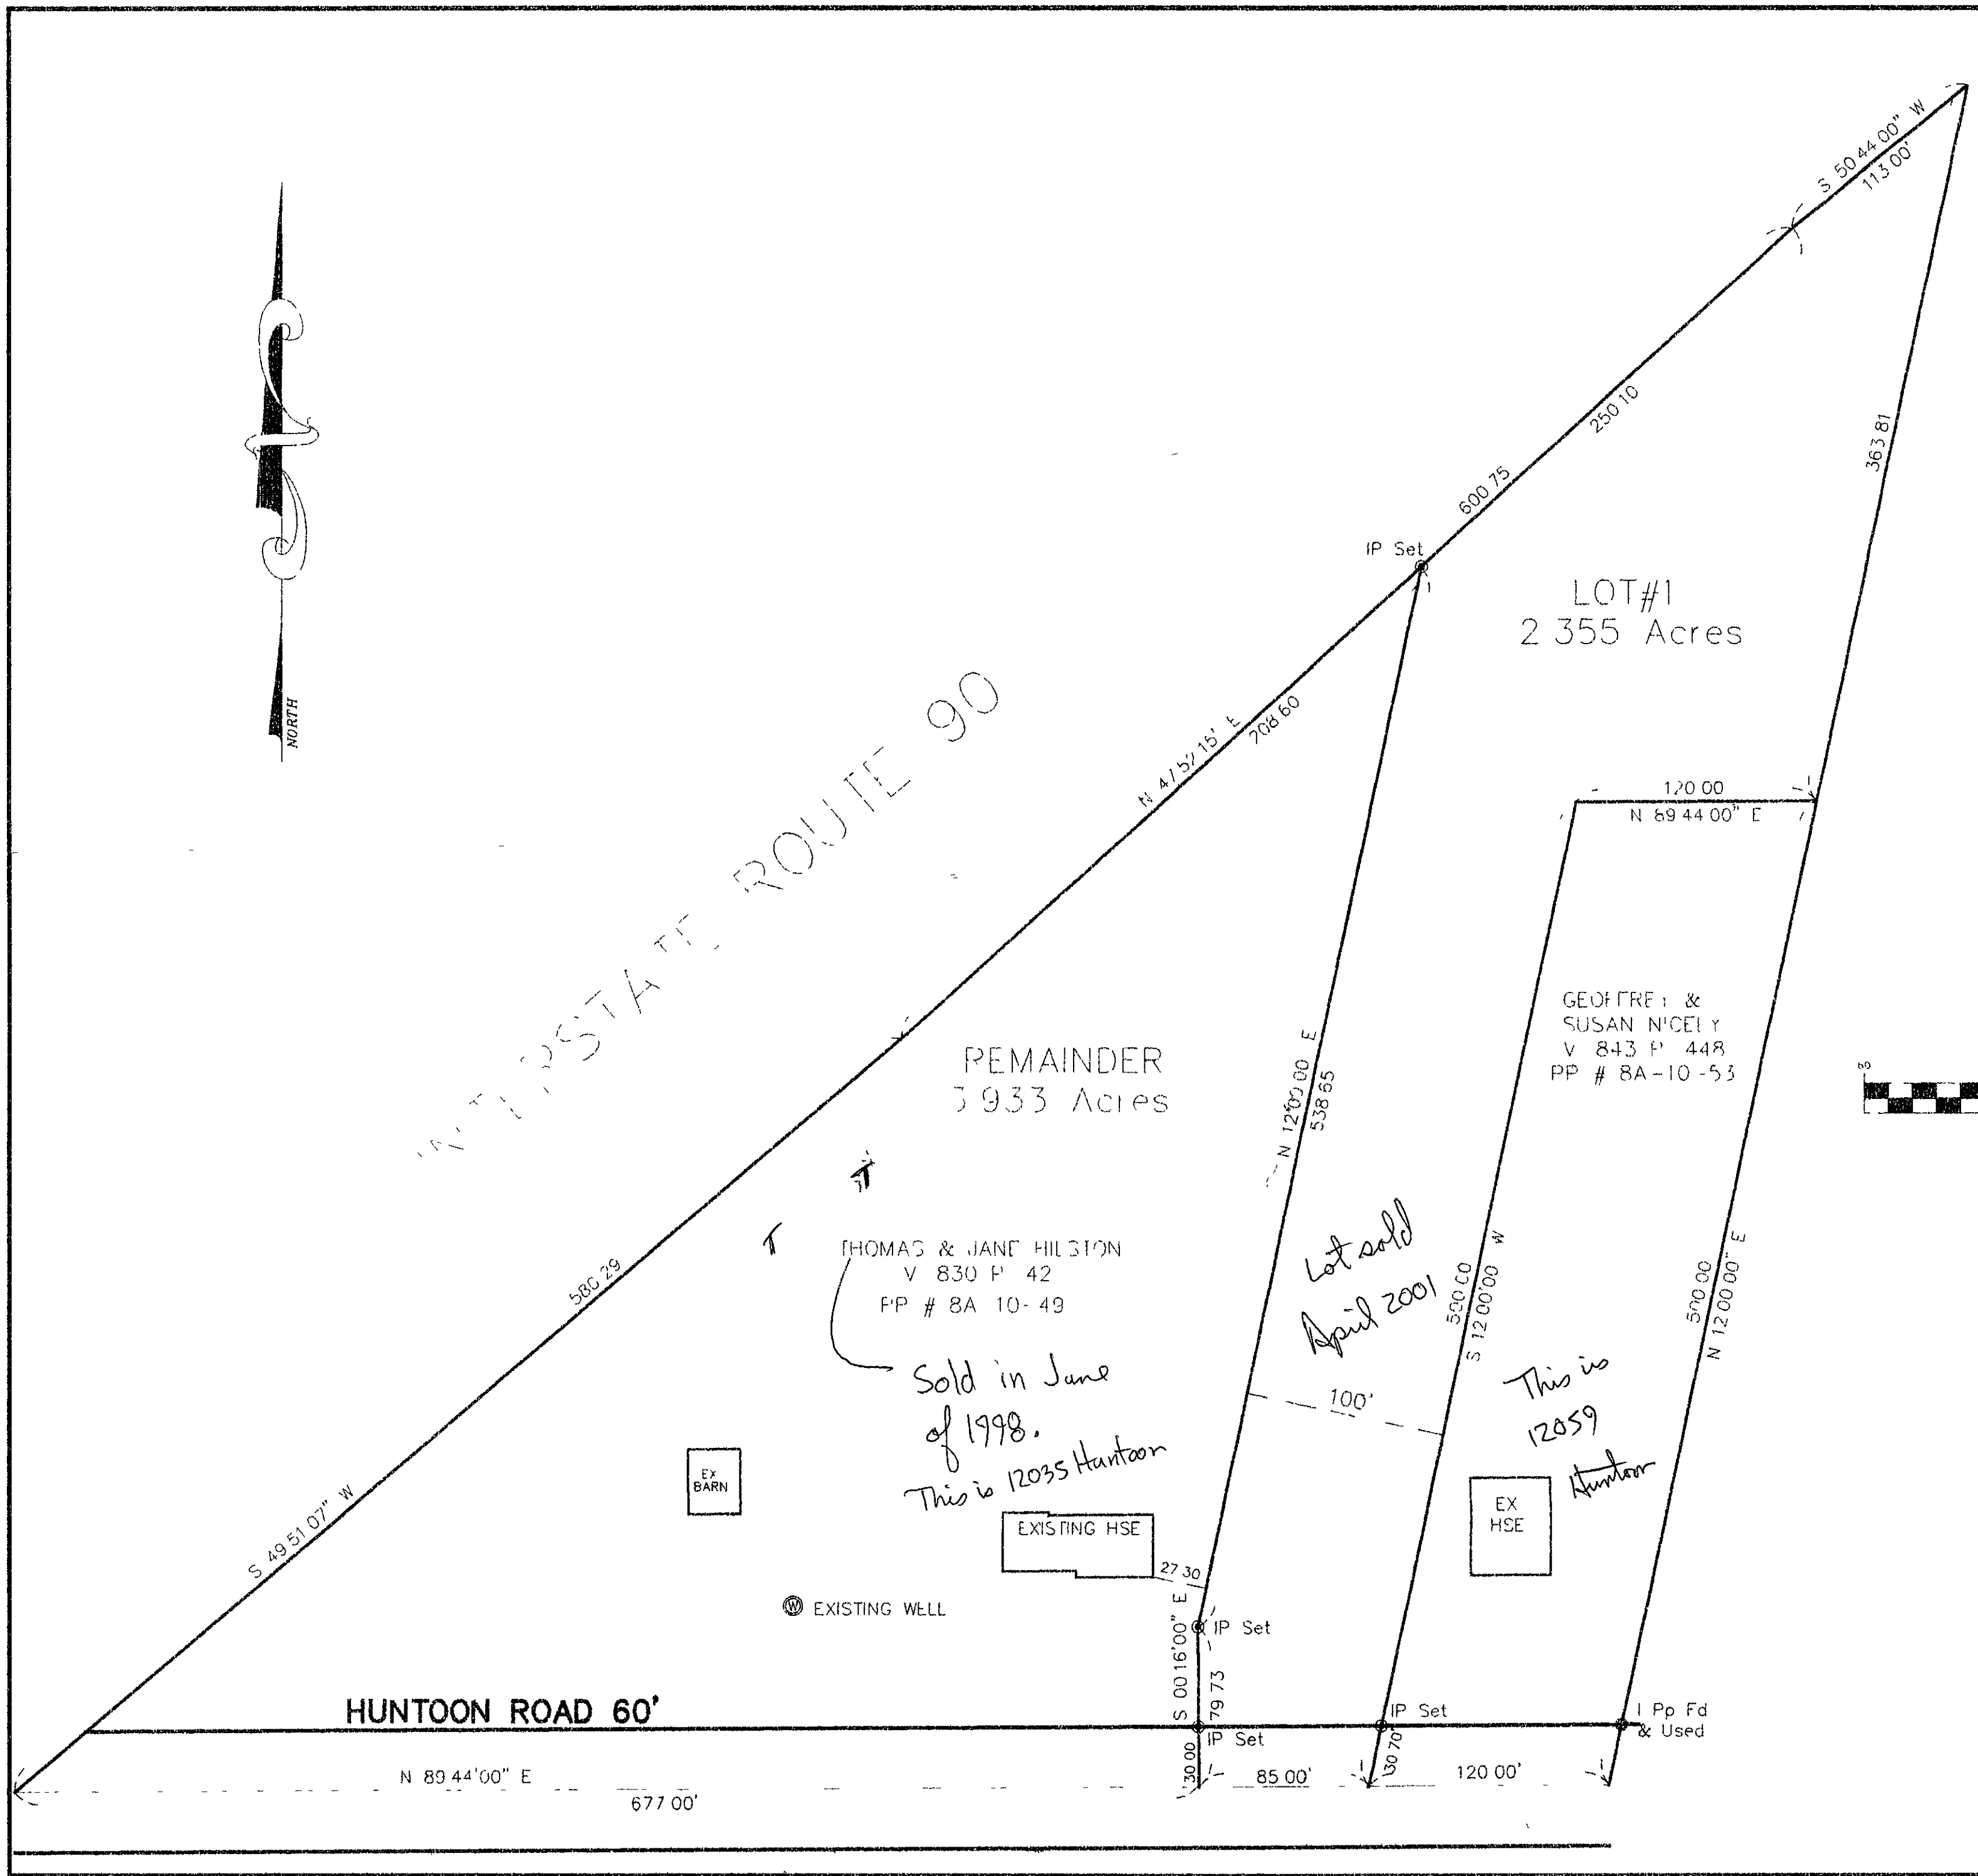 S 50 44 00" W
113 00'
NORTH
250 10
363 81
600 75
IP Set
LOT#1
2 355 Acres
208 60
120 00
N 89 44 00" E
ROUTE 90
GEOFFREY &
SUSAN NICELY
V 843 P 448
PP # 8A-10-53
REMAINDER
3 933 Acres
N 12 00 00 E
538 65
THOMAS & JANE HILSTON
V 830 P 42
PP # 8A 10-49
580 29
Lot sold
April 2001
500 00
S 12 00'00 W
500 00
N 12 00'00" E
Sold in June
of 1998.
This is 12035 Huntoon
100'
This is
12059
Huntoon
EX
BARN
EXISTING HSE
EX
HSE
S 49 51 07" W
27 30
W EXISTING WELL
S 00 16'00" E
79 73
IP Set
HUNTOON ROAD 60'
IP Set
IP Set
I Pp Fd
& Used
30 00
30 70'
85 00'
120 00'
N 89 44'00" E
677 00'